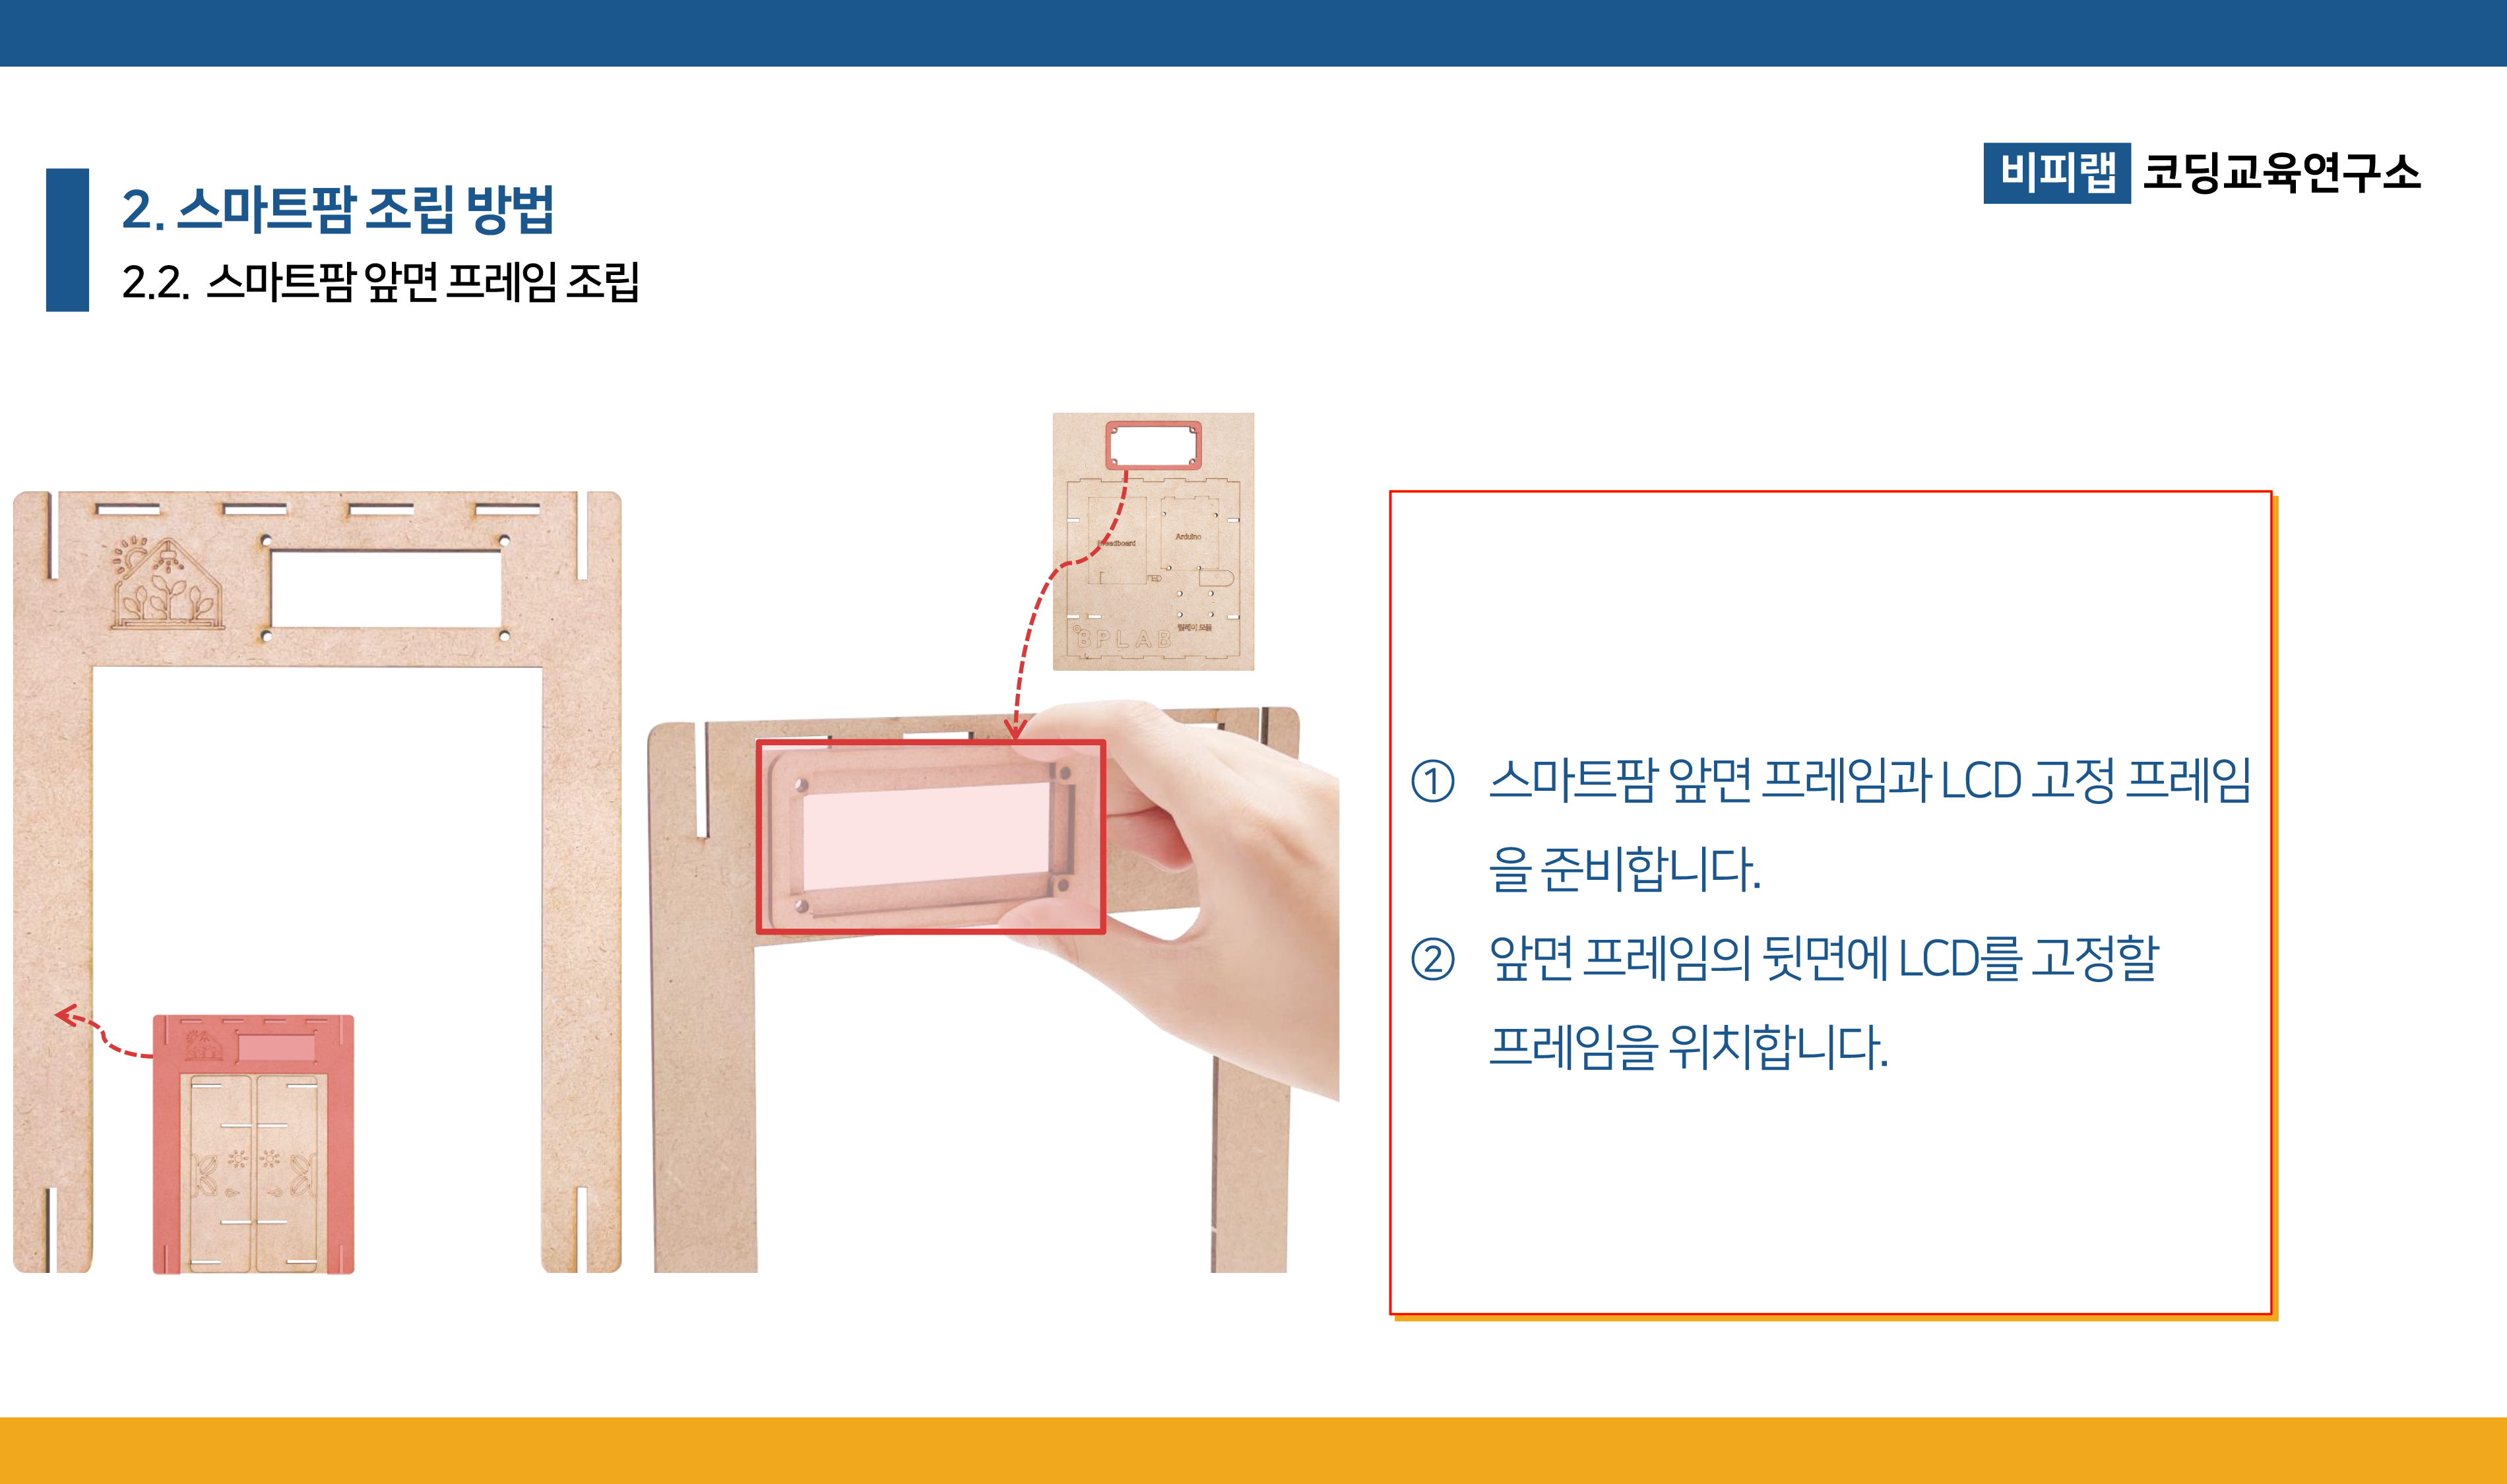 비피랩 코딩교육연구소
2. 스마트팜 조립 방법
2.2. 스마트팜 앞면 프레임 조립
Breadboard
Arduino
릴레이 모듈
BPLAB
① 스마트팜 앞면 프레임과 LCD 고정 프레임
을 준비합니다.
② 앞면 프레임의 뒷면에 LCD를 고정할
프레임을 위치합니다.